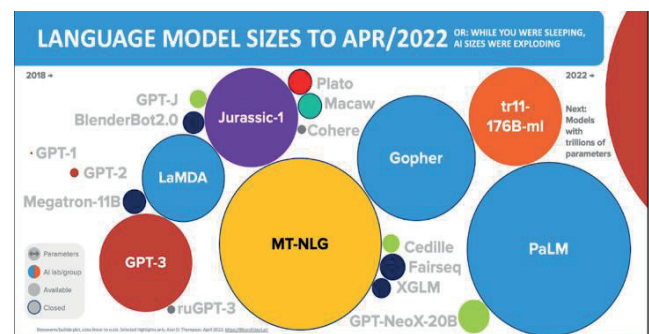 LANGUAGE MODEL SIZES TO APR/2022
OR: WHILE YOU WERE SLEEPING,
AI SIZES WERE EXPLODING
2018 →
2022 →
Plato
GPT-J
Macaw
BlenderBot2.0
Jurassic-1
Cohere
tr11-
176B-ml
Next:
Models
with
trillions of
parameters
GPT-1
GPT-2
LaMDA
Gopher
Megatron-11B
GPT-3
MT-NLG
PaLM
Cedille
Fairseq
XGLM
ruGPT-3
GPT-NeoX-20B
Parameters
AI lab/group
Available
Closed